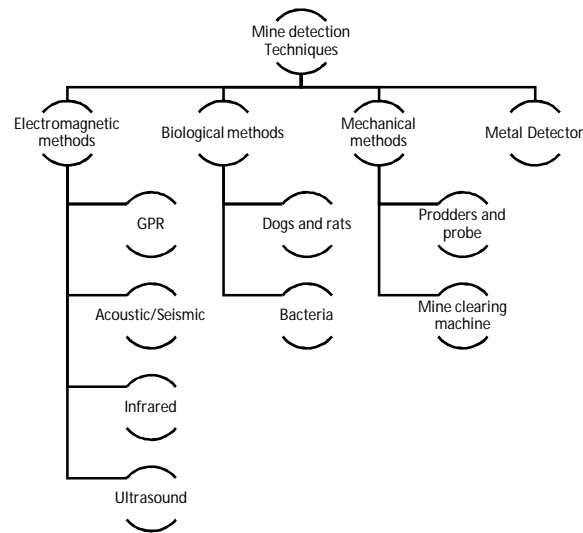 Mine detection
Techniques
Electromagnetic
methods
Biological methods
Mechanical
methods
Metal Detector
GPR
Dogs and rats
Prodders and
probe
Acoustic/Seismic
Bacteria
Mine clearing
machine
Infrared
Ultrasound